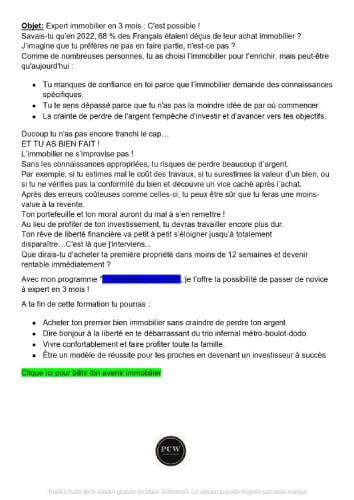 Objet: Expert immobilier en 3 mois : C'est possible !
Savais-tu qu'en 2022, 68 % des Français étaient déçus de leur achat immobilier ?
J'imagine que tu préfères ne pas en faire partie, n'est-ce pas ?
Comme de nombreuses personnes, tu as choisi l'immobilier pour t'enrichir, mais peut-être
qu'aujourd'hui :
• Tu manques de confiance en toi parce que l'immobilier demande des connaissances
spécifiques.
• Tu te sens dépassé parce que tu n'as pas la moindre idée de par où commencer.
• La crainte de perdre de l'argent t'empêche d'investir et d'avancer vers tes objectifs.
Ducoup tu n'as pas encore franchi le cap…
ET TU AS BIEN FAIT !
L'immobilier ne s'improvise pas !
Sans les connaissances appropriées, tu risques de perdre beaucoup d'argent.
Par exemple, si tu estimes mal le coût des travaux, si tu surestimes la valeur d'un bien, ou
si tu ne vérifies pas la conformité du bien et découvre un vice caché après l'achat.
Après des erreurs coûteuses comme celles-ci, tu peux être sûr que tu feras une moins-
value à la revente.
Ton portefeuille et ton moral auront du mal à s'en remettre !
Au lieu de profiter de ton investissement, tu devras travailler encore plus dur.
Ton rêve de liberté financière va petit à petit s'éloigner jusqu'à totalement
disparaître…C'est là que j'interviens...
Que dirais-tu d'acheter ta première propriété dans moins de 12 semaines et devenir
rentable immédiatement ?
Avec mon programme " ", je t'offre la possibilité de passer de novice
à expert en 3 mois !
A la fin de cette formation tu pourras :
• Acheter ton premier bien immobilier sans craindre de perdre ton argent.
• Dire bonjour à la liberté en te débarrassant du trio infernal métro-boulot-dodo.
• Vivre confortablement et faire profiter toute ta famille.
• Être un modèle de réussite pour tes proches en devenant un investisseur à succès
Clique ici pour bâtir ton avenir immobilier
PCW